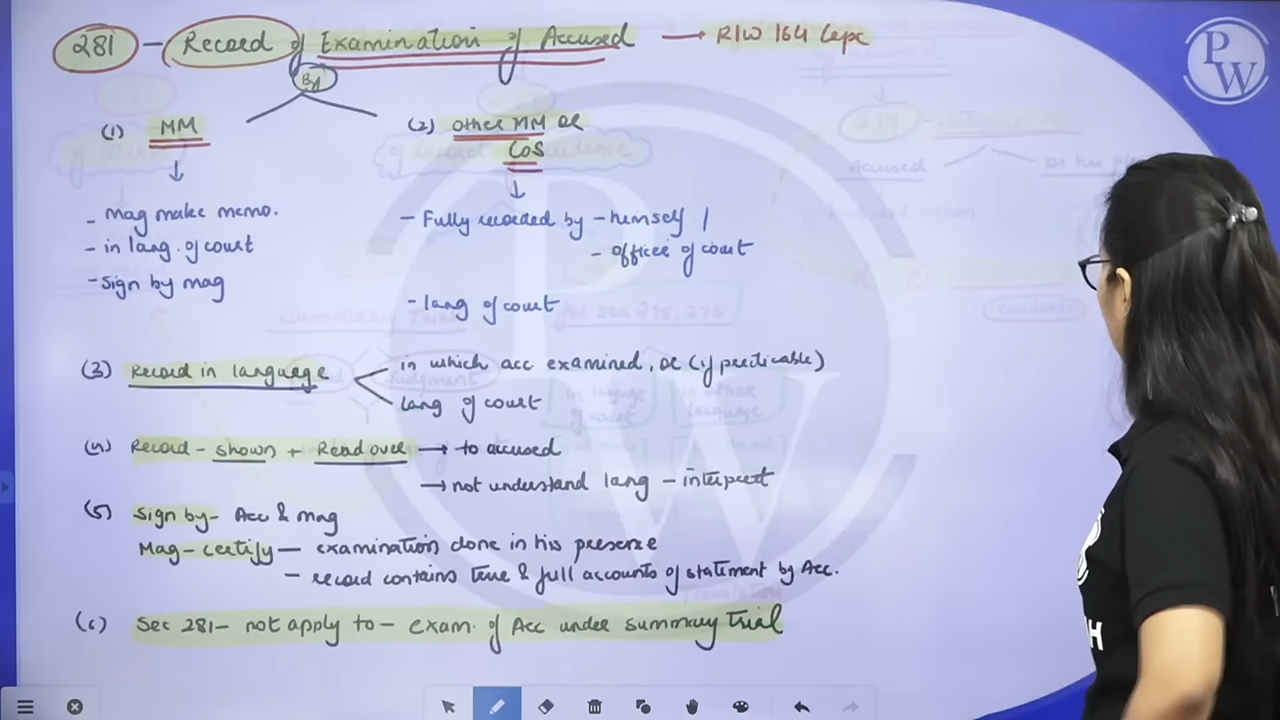 281 - Record of Examination of Accused → R/W 164 Crpc
By
(1) MM
(2) other MM or
CoS
- Mag make memo.
- in lang. of court
- Sign by mag
- Fully recorded by - himself /
- officer of court
- lang of court
(3) Record in language
in which acc examined, or (if predicable)
lang of court
(4) Record - shown + Read over → to accused
→ not understand lang - interpret
(5) Sign by - Acc & Mag
Mag - certify - examination done in his presence
- record contains true & full accounts of statement by Acc.
(6) Sec 281 - not apply to - exam. of Acc under summary trial
PW
H